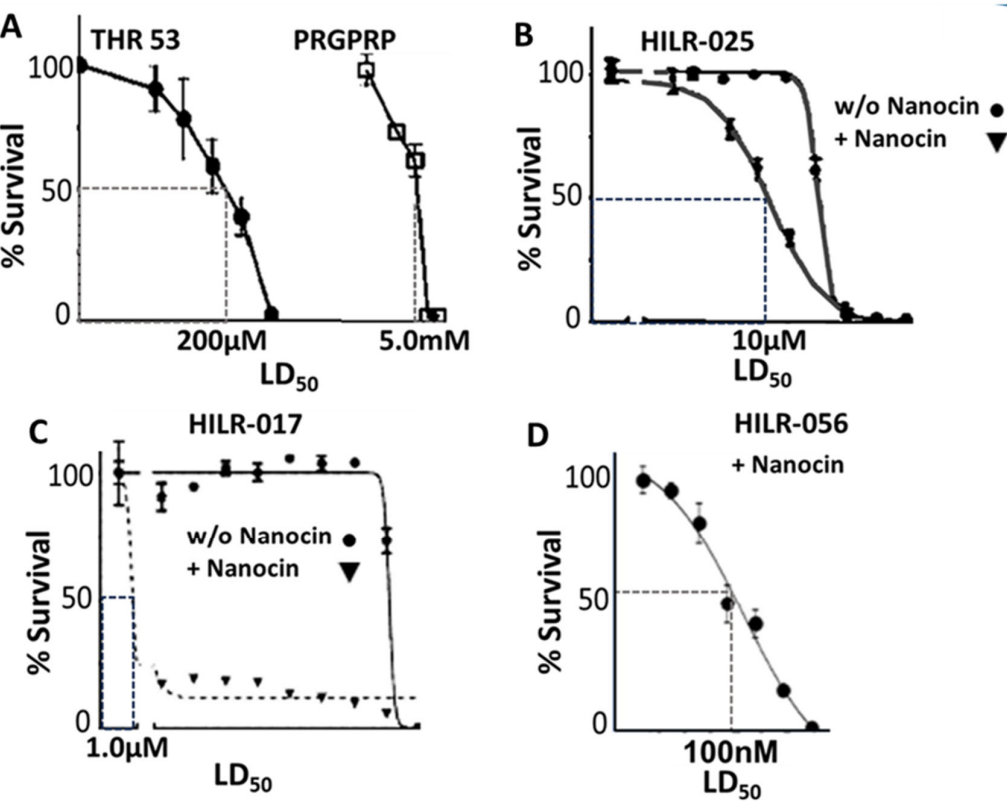 A
THR 53
PRGPRP
100
50
0
% Survival
200µM
5.0mM
LD50
B
HILR-025
100
50
0
% Survival
w/o Nanocin
+ Nanocin
10µM
LD50
C
HILR-017
100
50
0
% Survival
w/o Nanocin
+ Nanocin
1.0µM
LD50
D
HILR-056
+ Nanocin
100
50
0
% Survival
100nM
LD50